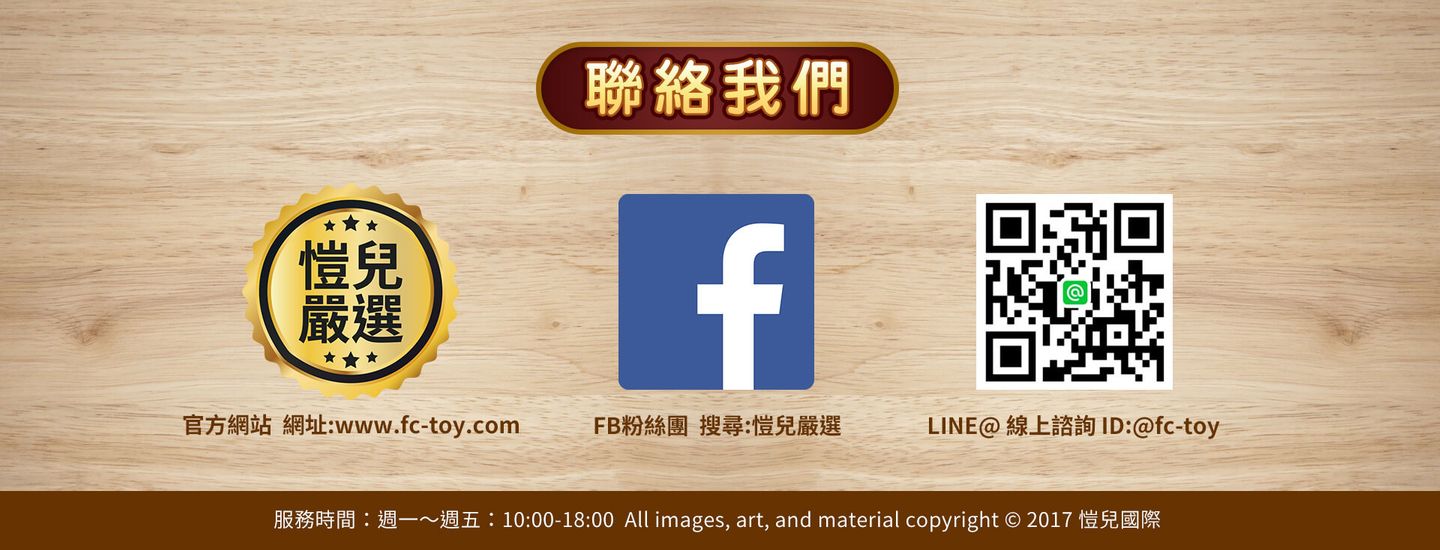 聯絡我們
愷兒
嚴選
官方網站 網址:www.fc-toy.com
FB粉絲團 搜尋:愷兒嚴選
LINE@ 線上諮詢 ID:@fc-toy
服務時間：週一～週五：10:00-18:00 All images, art, and material copyright © 2017 愷兒國際